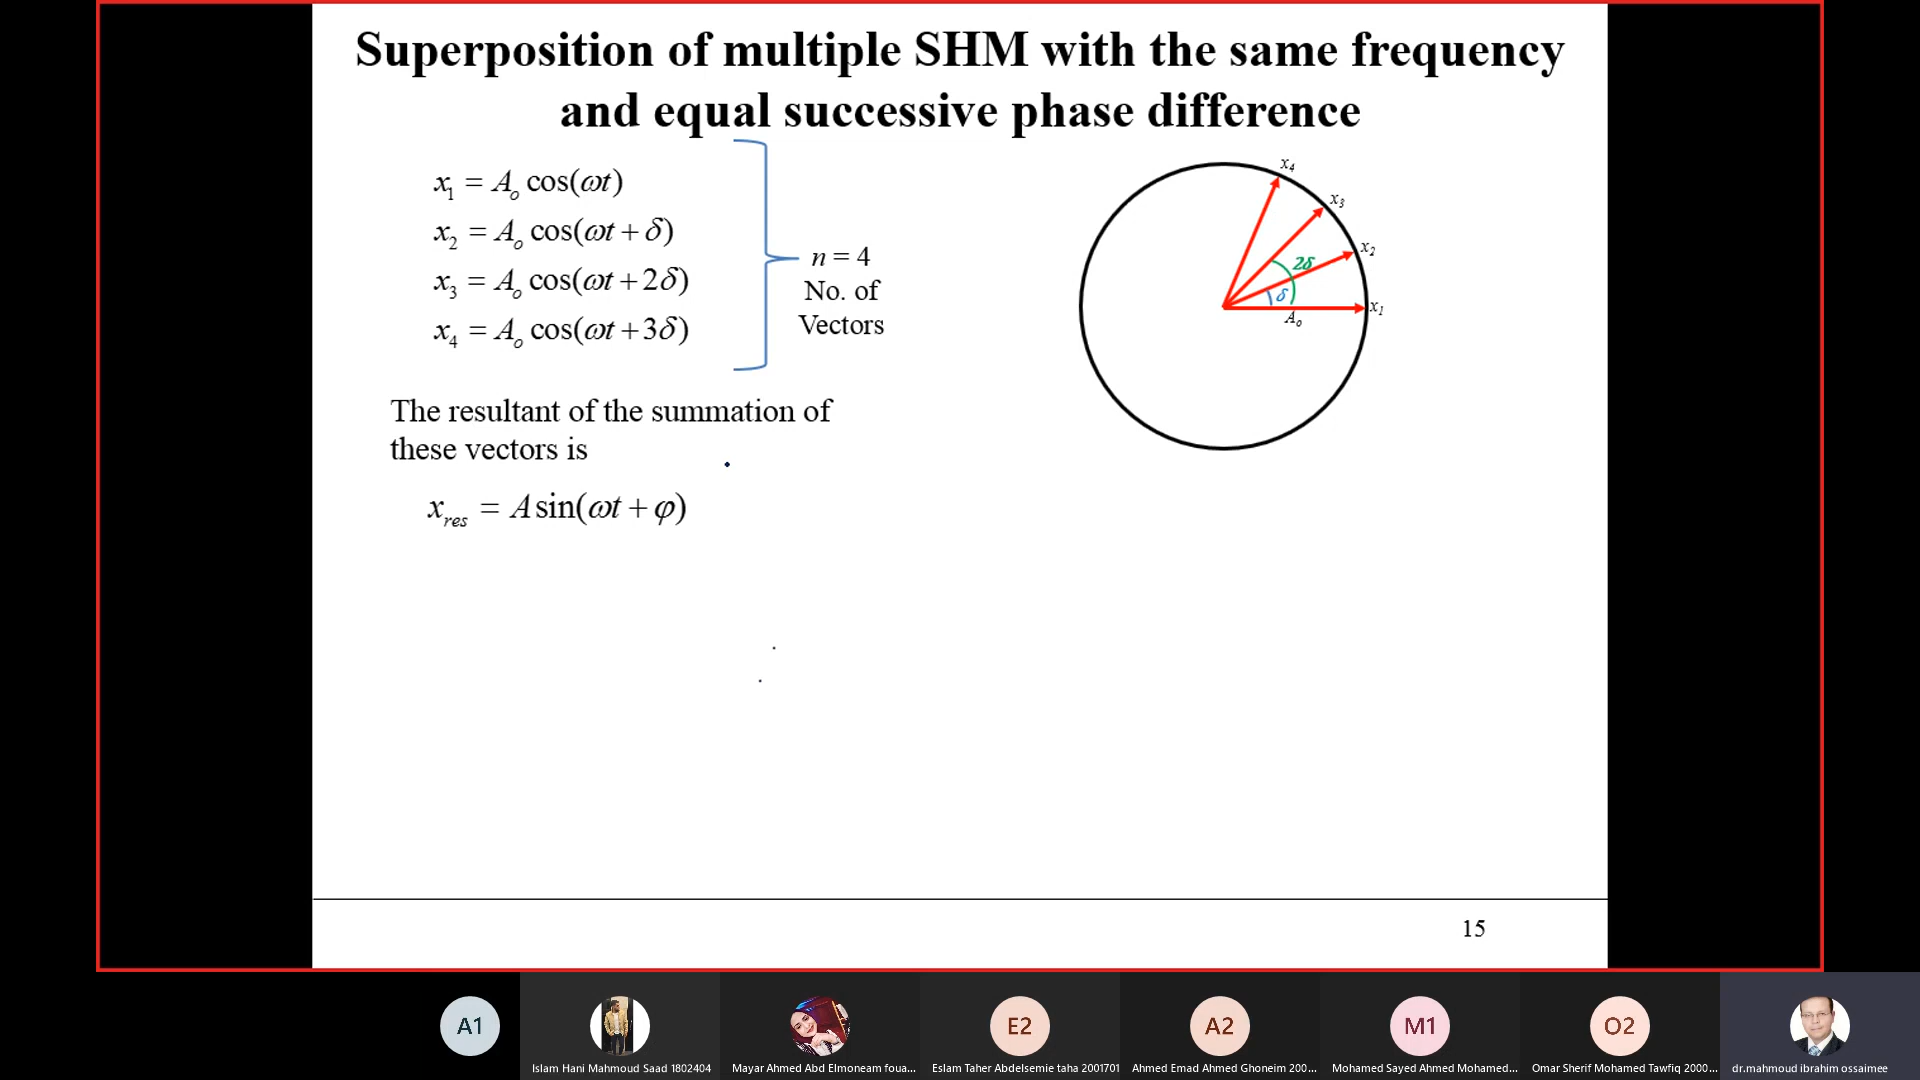 Superposition of multiple SHM with the same frequency
and equal successive phase difference
x₁ = Aₒ cos(ωt)
x₂ = Aₒ cos(ωt + δ)
x₃ = Aₒ cos(ωt + 2δ)
x₄ = Aₒ cos(ωt + 3δ)
n = 4
No. of
Vectors
x₄
x₃
x₂
2δ
δ
x₁
Aₒ
The resultant of the summation of
these vectors is
x_res = A sin(ωt + φ)
15
A1
E2
A2
M1
O2
Islam Hani Mahmoud Saad 1802404
Mayar Ahmed Abd Elmoneam foua...
Eslam Taher Abdelsemie taha 2001701
Ahmed Emad Ahmed Ghoneim 200...
Mohamed Sayed Ahmed Mohamed...
Omar Sherif Mohamed Tawfiq 2000...
dr.mahmoud ibrahim ossaimee